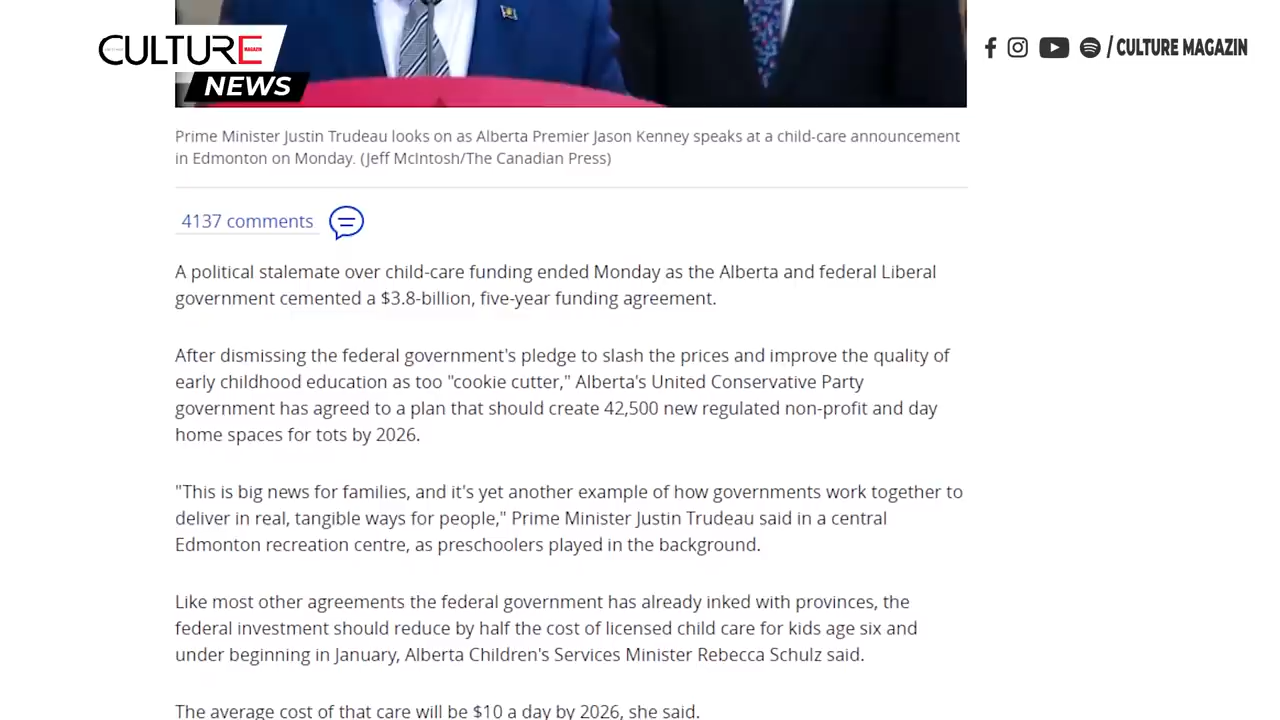 CULTURE
MAGAZIN
NEWS
/ CULTURE MAGAZIN
Prime Minister Justin Trudeau looks on as Alberta Premier Jason Kenney speaks at a child-care announcement
in Edmonton on Monday. (Jeff McIntosh/The Canadian Press)
4137 comments
A political stalemate over child-care funding ended Monday as the Alberta and federal Liberal
government cemented a $3.8-billion, five-year funding agreement.
After dismissing the federal government's pledge to slash the prices and improve the quality of
early childhood education as too "cookie cutter," Alberta's United Conservative Party
government has agreed to a plan that should create 42,500 new regulated non-profit and day
home spaces for tots by 2026.
"This is big news for families, and it's yet another example of how governments work together to
deliver in real, tangible ways for people," Prime Minister Justin Trudeau said in a central
Edmonton recreation centre, as preschoolers played in the background.
Like most other agreements the federal government has already inked with provinces, the
federal investment should reduce by half the cost of licensed child care for kids age six and
under beginning in January, Alberta Children's Services Minister Rebecca Schulz said.
The average cost of that care will be $10 a day by 2026, she said.